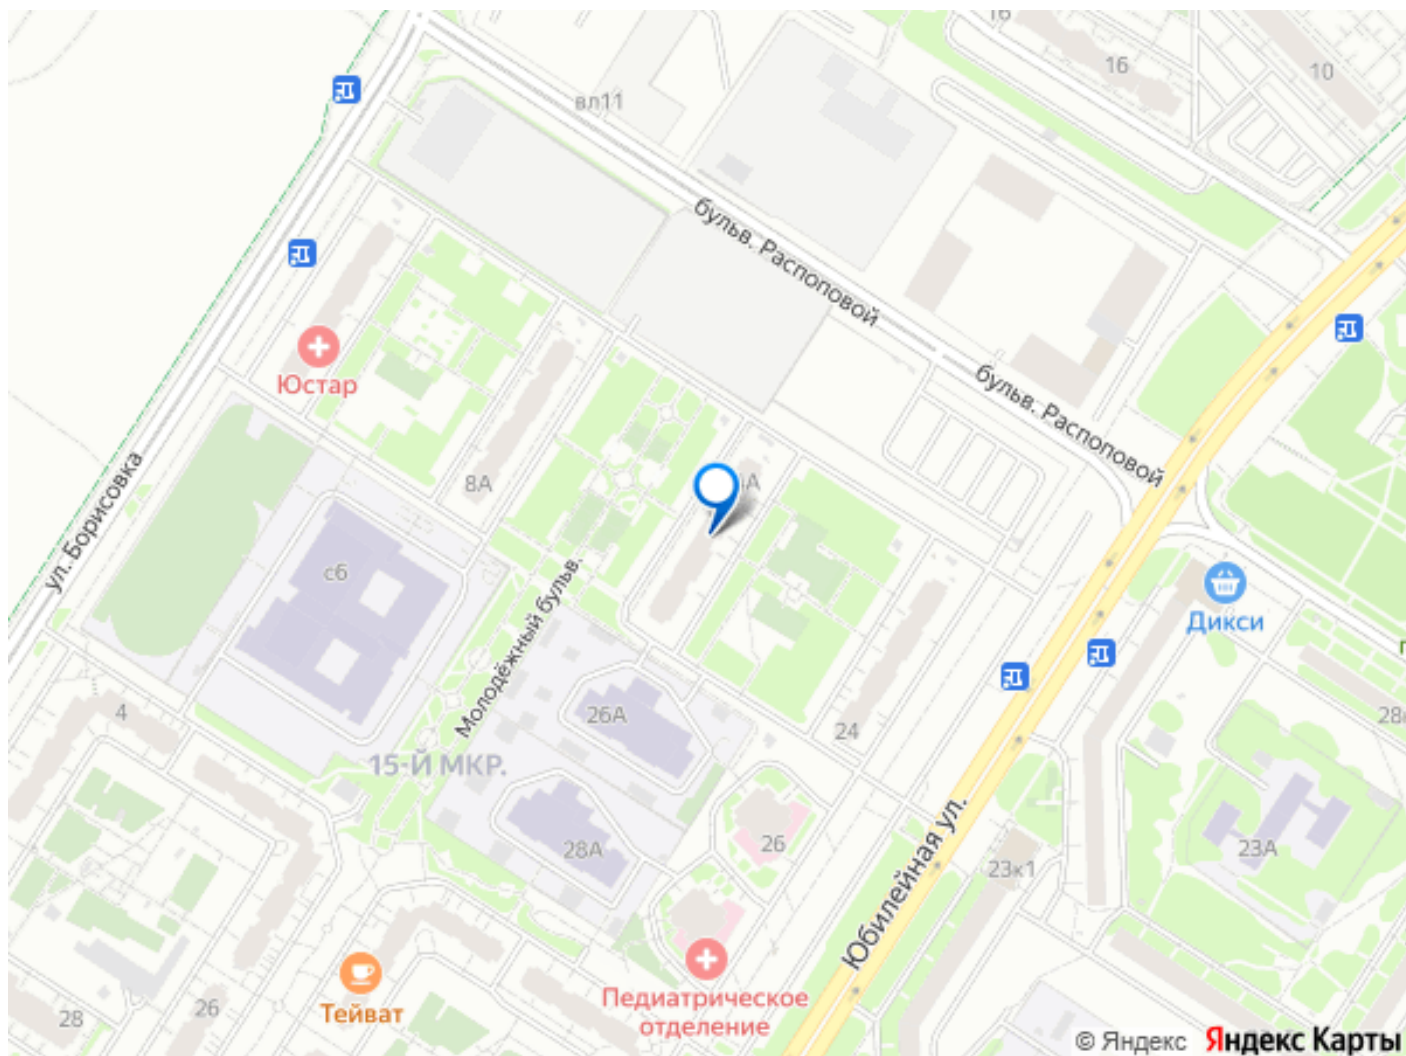 16
10
вл11
бульв. Распоповой
Юстар
бульв. Распоповой
8А
ул. Борисовка
с6
Дикси
Молодёжный бульв.
4
26А
24
28
15-Й МКР.
28А
26
23А
23к1
Юбилейная ул.
Педиатрическое
отделение
Тейват
26
28
© Яндекс Яндекс Карты